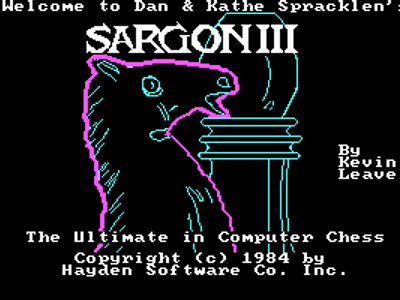 Welcome to Dan & Kathe Spracklen's
SARGON III
By
Kevin
Leave
The Ultimate in Computer Chess
Copyright (c) 1984 by
Hayden Software Co. Inc.